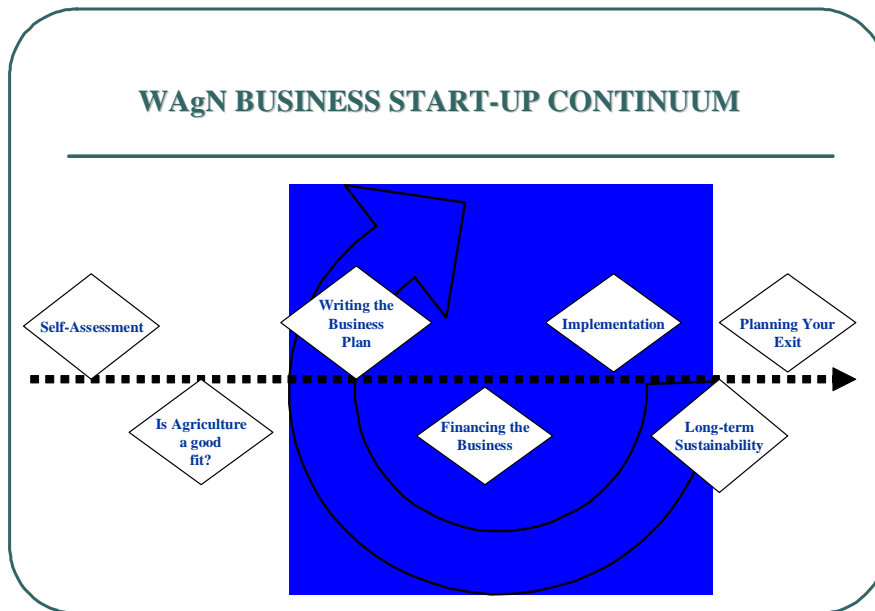 WAgN BUSINESS START-UP CONTINUUM
Self-Assessment
Is Agriculture
a good
fit?
Writing the
Business
Plan
Financing the
Business
Implementation
Long-term
Sustainability
Planning Your
Exit